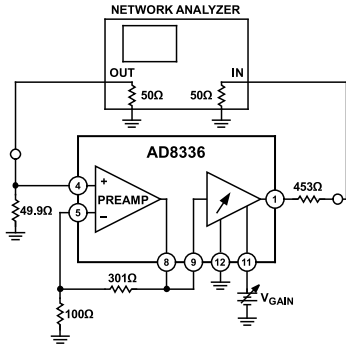 NETWORK ANALYZER
OUT
IN
50Ω
50Ω
AD8336
4
+
PREAMP
49.9Ω
5
–
1
453Ω
8
9
12
11
301Ω
100Ω
VGAIN